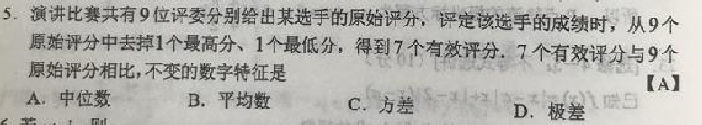 5. 演讲比赛共有9位评委分别给出某选手的原始评分，评定该选手的成绩时，从9个
原始评分中去掉1个最高分、1个最低分，得到7个有效评分．7个有效评分与9个
原始评分相比，不变的数字特征是
【A】
A．中位数 B．平均数 C．方差 D．极差